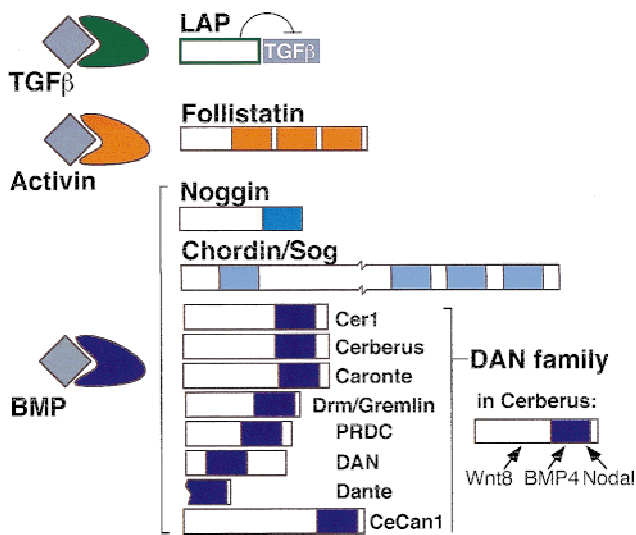 LAP
TGFβ
TGFβ
Follistatin
Activin
Noggin
Chordin/Sog
BMP
Cer1
Cerberus
Caronte
Drm/Gremlin
PRDC
DAN
Dante
CeCan1
DAN family
in Cerberus:
Wnt8 BMP4 Nodal